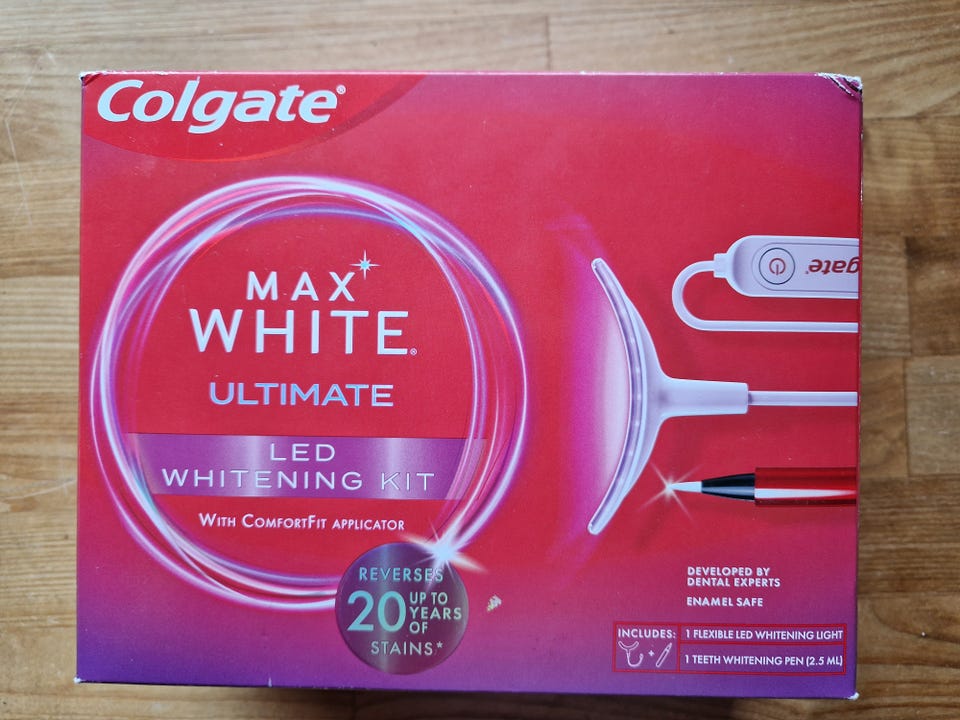 Colgate®
MAX
WHITE®
ULTIMATE
LED
WHITENING KIT
WITH COMFORTFIT APPLICATOR
REVERSES
20 UP TO
YEARS
OF
STAINS*
gate®
DEVELOPED BY
DENTAL EXPERTS
ENAMEL SAFE
INCLUDES:
1 FLEXIBLE LED WHITENING LIGHT
1 TEETH WHITENING PEN (2.5 ML)